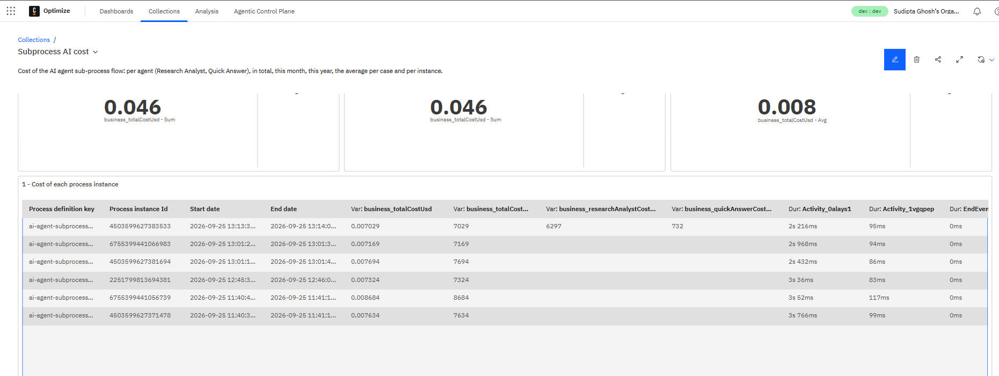 C Optimize Dashboards Collections Analysis Agentic Control Plane dev : dev Sudipta Ghosh's Orga...
Collections /
Subprocess AI cost
Cost of the AI agent sub-process flow: per agent (Research Analyst, Quick Answer), in total, this month, this year, the average per case and per instance.
0.046 0.046 0.008
business_totalCostUsd - Sum business_totalCostUsd - Sum business_totalCostUsd - Avg
1 - Cost of each process instance
Process definition key Process instance Id Start date End date Var: business_totalCostUsd Var: business_totalCost... Var: business_researchAnalystCost... Var: business_quickAnswerCost... Dur: Activity_0alays1 Dur: Activity_1vgqpep Dur: EndEven
ai-agent-subprocess... 4503599627383533 2026-09-25 13:13:3... 2026-09-25 13:14:0... 0.007029 7029 6297 732 2s 216ms 95ms 0ms
ai-agent-subprocess... 6755399441066983 2026-09-25 13:01:2... 2026-09-25 13:01:3... 0.007169 7169 2s 968ms 94ms 0ms
ai-agent-subprocess... 4503599627381694 2026-09-25 13:01:1... 2026-09-25 13:01:4... 0.007694 7694 2s 432ms 86ms 0ms
ai-agent-subprocess... 2251799813694381 2026-09-25 12:45:3... 2026-09-25 12:46:0... 0.007324 7324 3s 36ms 83ms 0ms
ai-agent-subprocess... 6755399441056739 2026-09-25 11:40:4... 2026-09-25 11:41:1... 0.008684 8684 3s 52ms 117ms 0ms
ai-agent-subprocess... 4503599627371478 2026-09-25 11:40:3... 2026-09-25 11:41:1... 0.007634 7634 3s 766ms 99ms 0ms